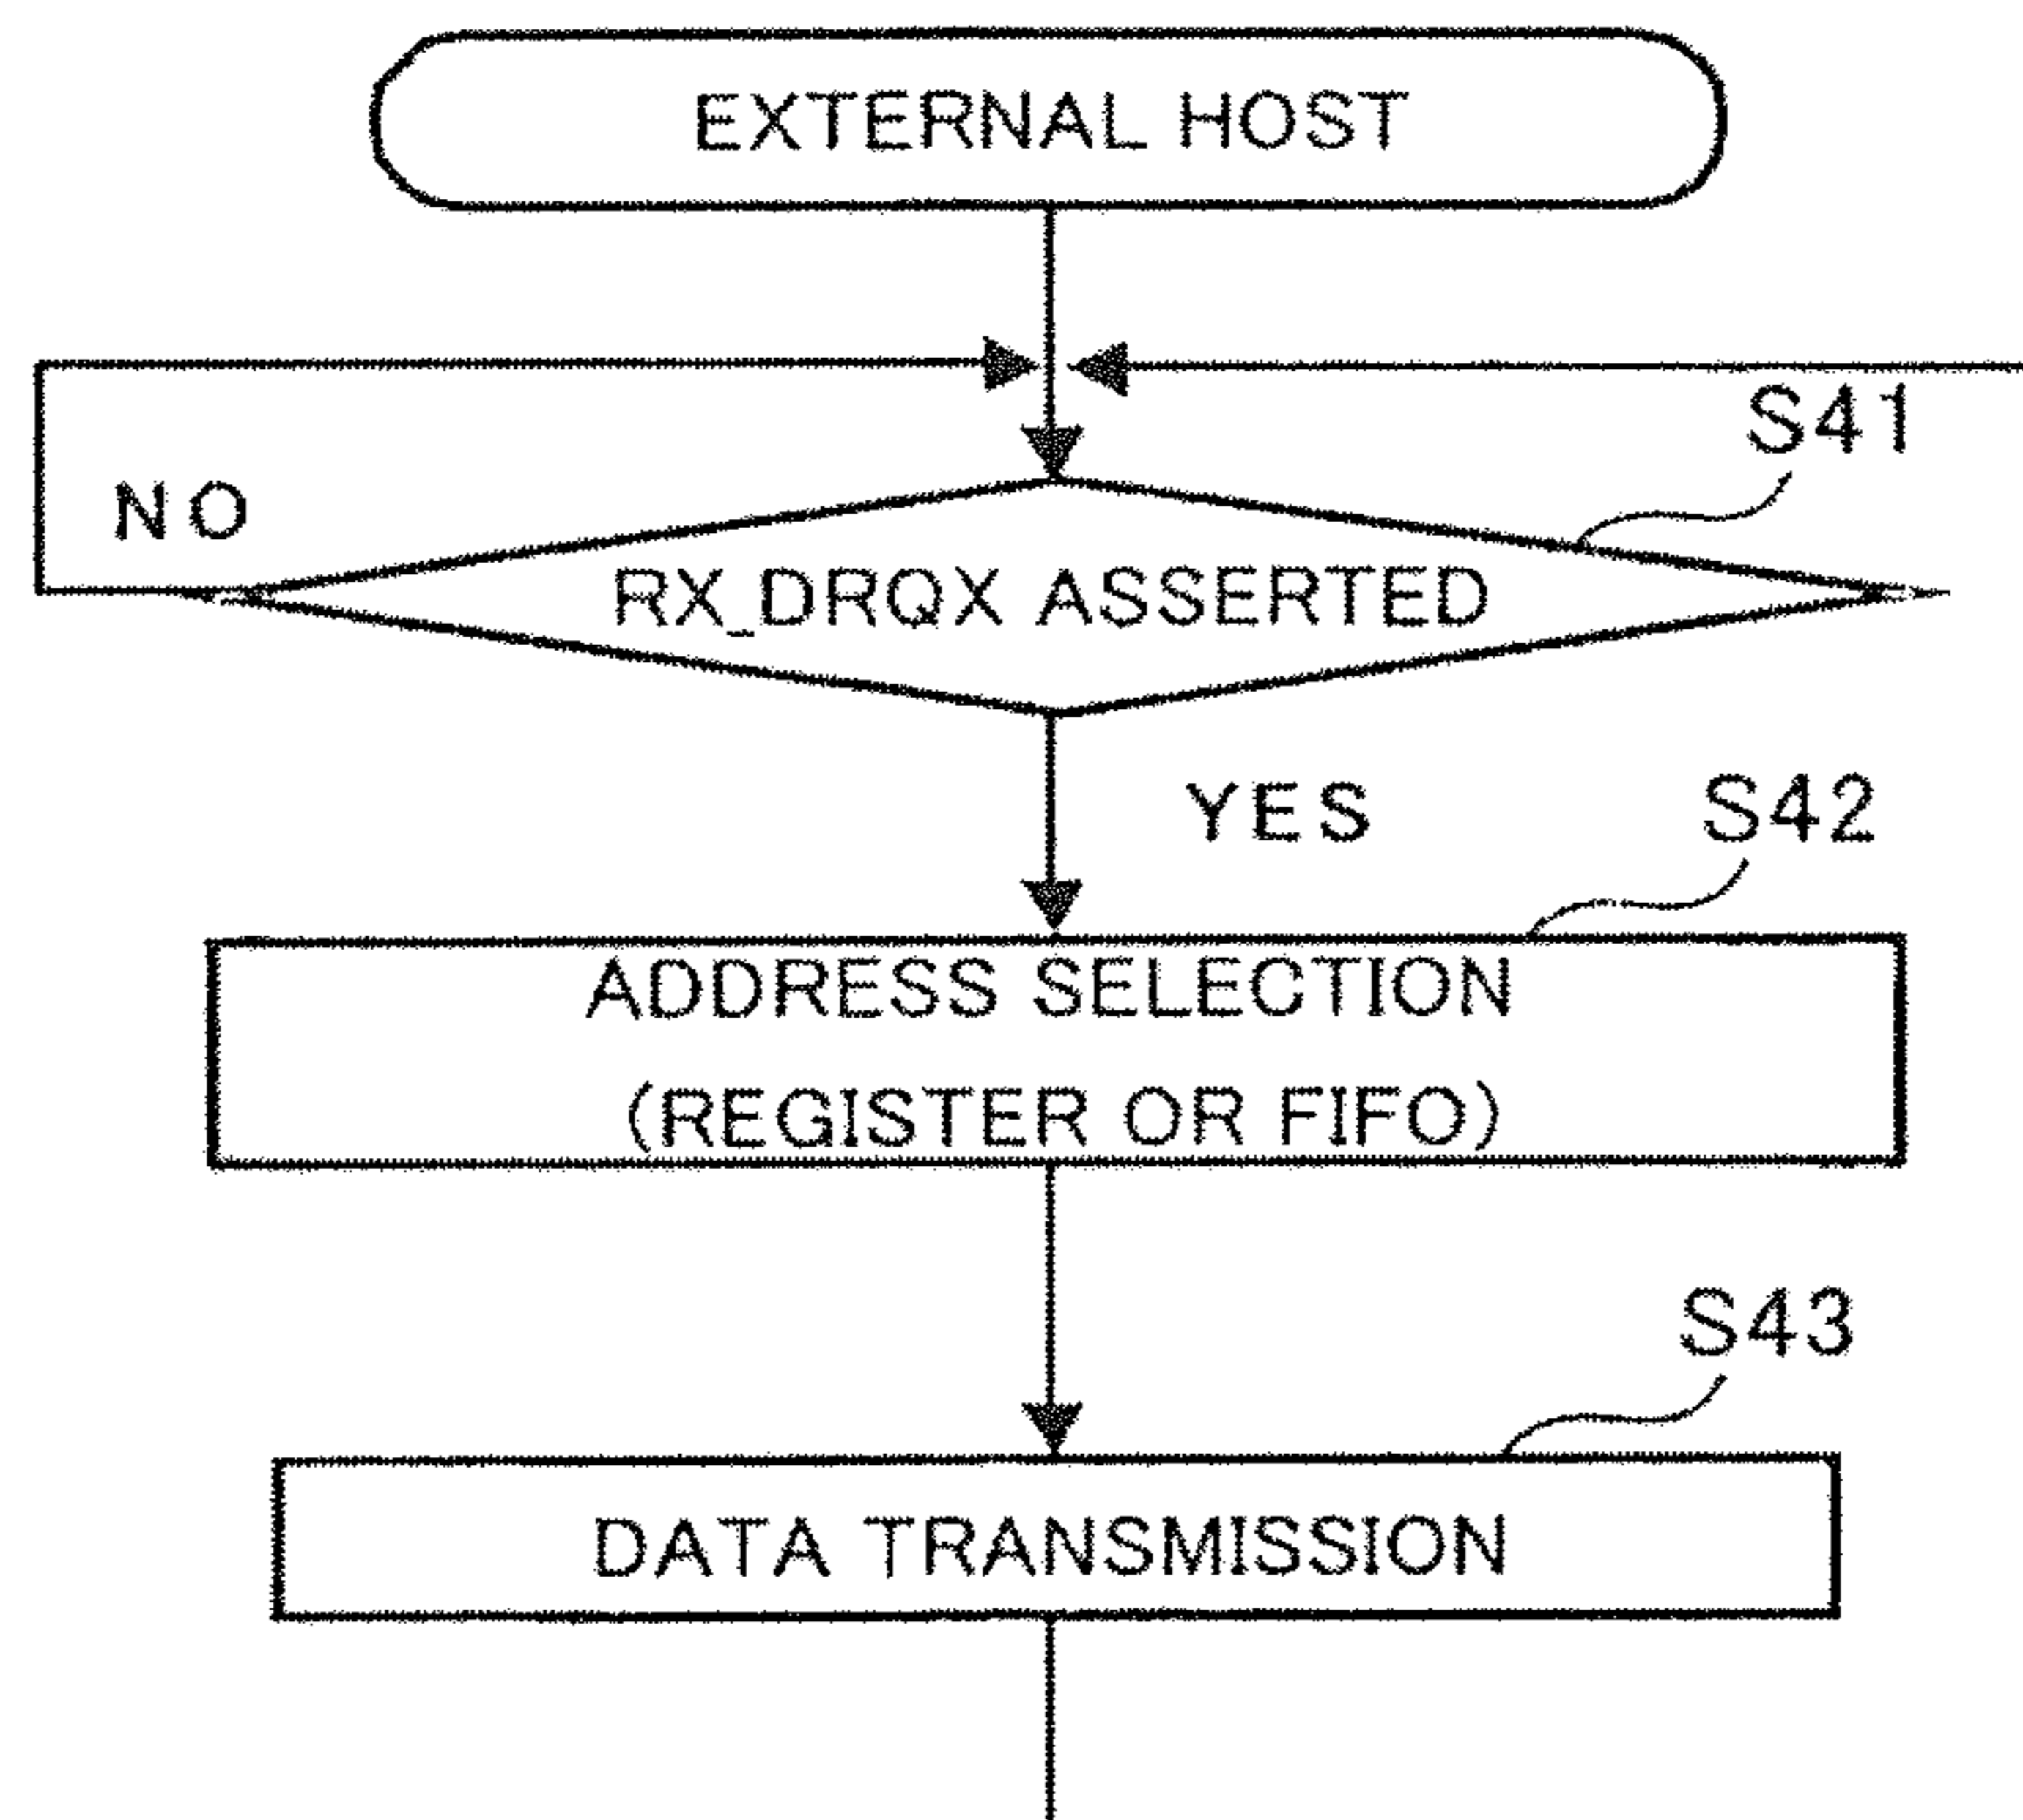 EXTERNAL HOST
S41
NO
RX_DRQX ASSERTED
YES
S42
ADDRESS SELECTION
(REGISTER OR FIFO)
S43
DATA TRANSMISSION